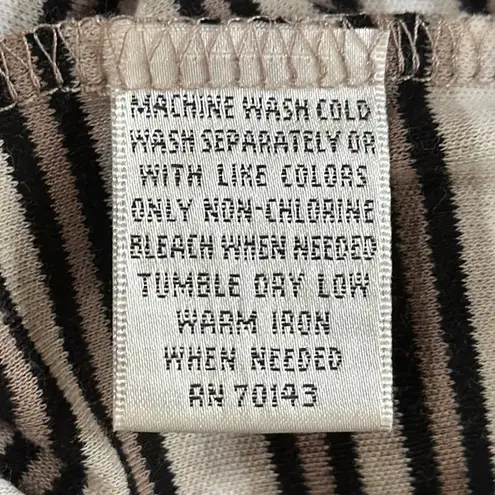 MACHINE WASH COLD
WASH SEPARATELY OR
WITH LIKE COLORS
ONLY NON-CHLORINE
BLEACH WHEN NEEDED
TUMBLE DRY LOW
WARM IRON
WHEN NEEDED
RN 70143